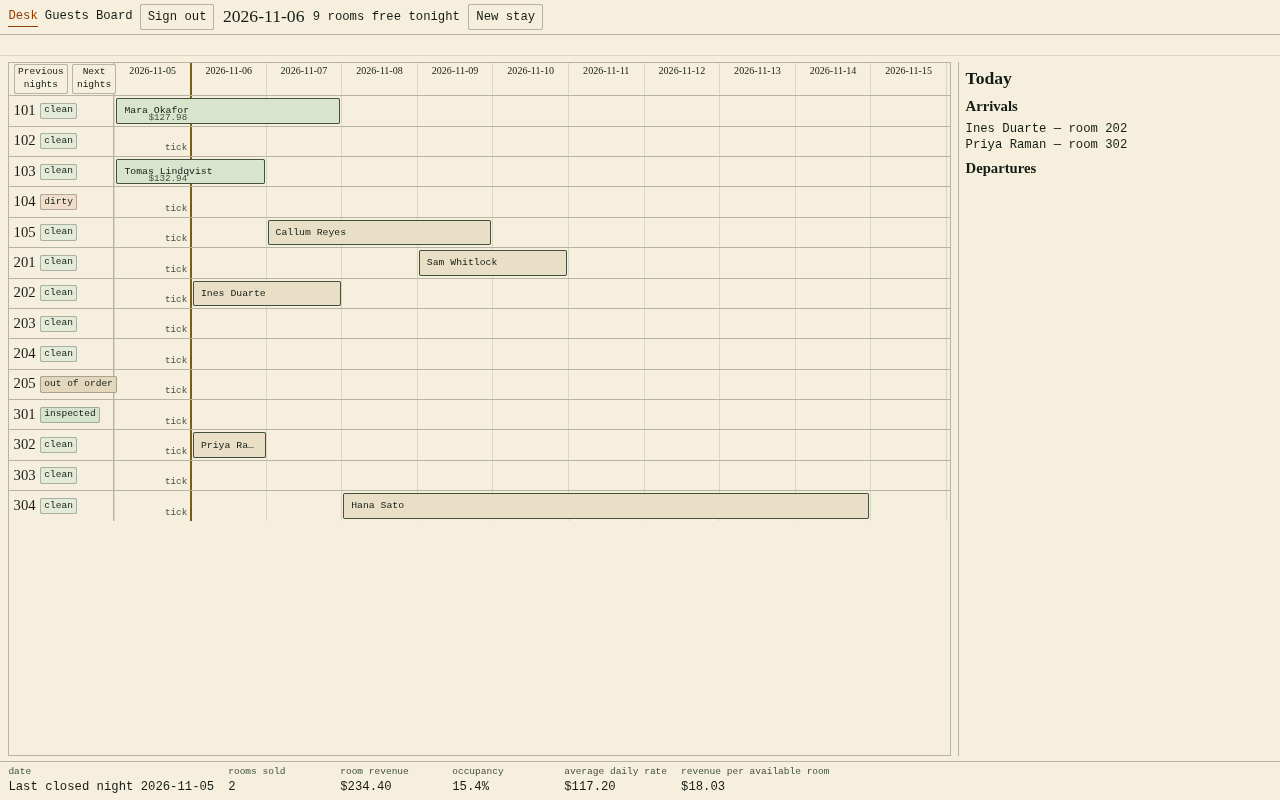 Desk Guests Board Sign out 2026-11-06 9 rooms free tonight New stay
Previous nights Next nights 2026-11-05 2026-11-06 2026-11-07 2026-11-08 2026-11-09 2026-11-10 2026-11-11 2026-11-12 2026-11-13 2026-11-14 2026-11-15
101 clean Mara Okafor $127.98
102 clean tick
103 clean Tomas Lindqvist $132.94
104 dirty tick
105 clean tick Callum Reyes
201 clean tick Sam Whitlock
202 clean tick Ines Duarte
203 clean tick
204 clean tick
205 out of order tick
301 inspected tick
302 clean tick Priya Ra…
303 clean tick
304 clean tick Hana Sato
Today
Arrivals
Ines Duarte — room 202
Priya Raman — room 302
Departures
date rooms sold room revenue occupancy average daily rate revenue per available room
Last closed night 2026-11-05 2 $234.40 15.4% $117.20 $18.03